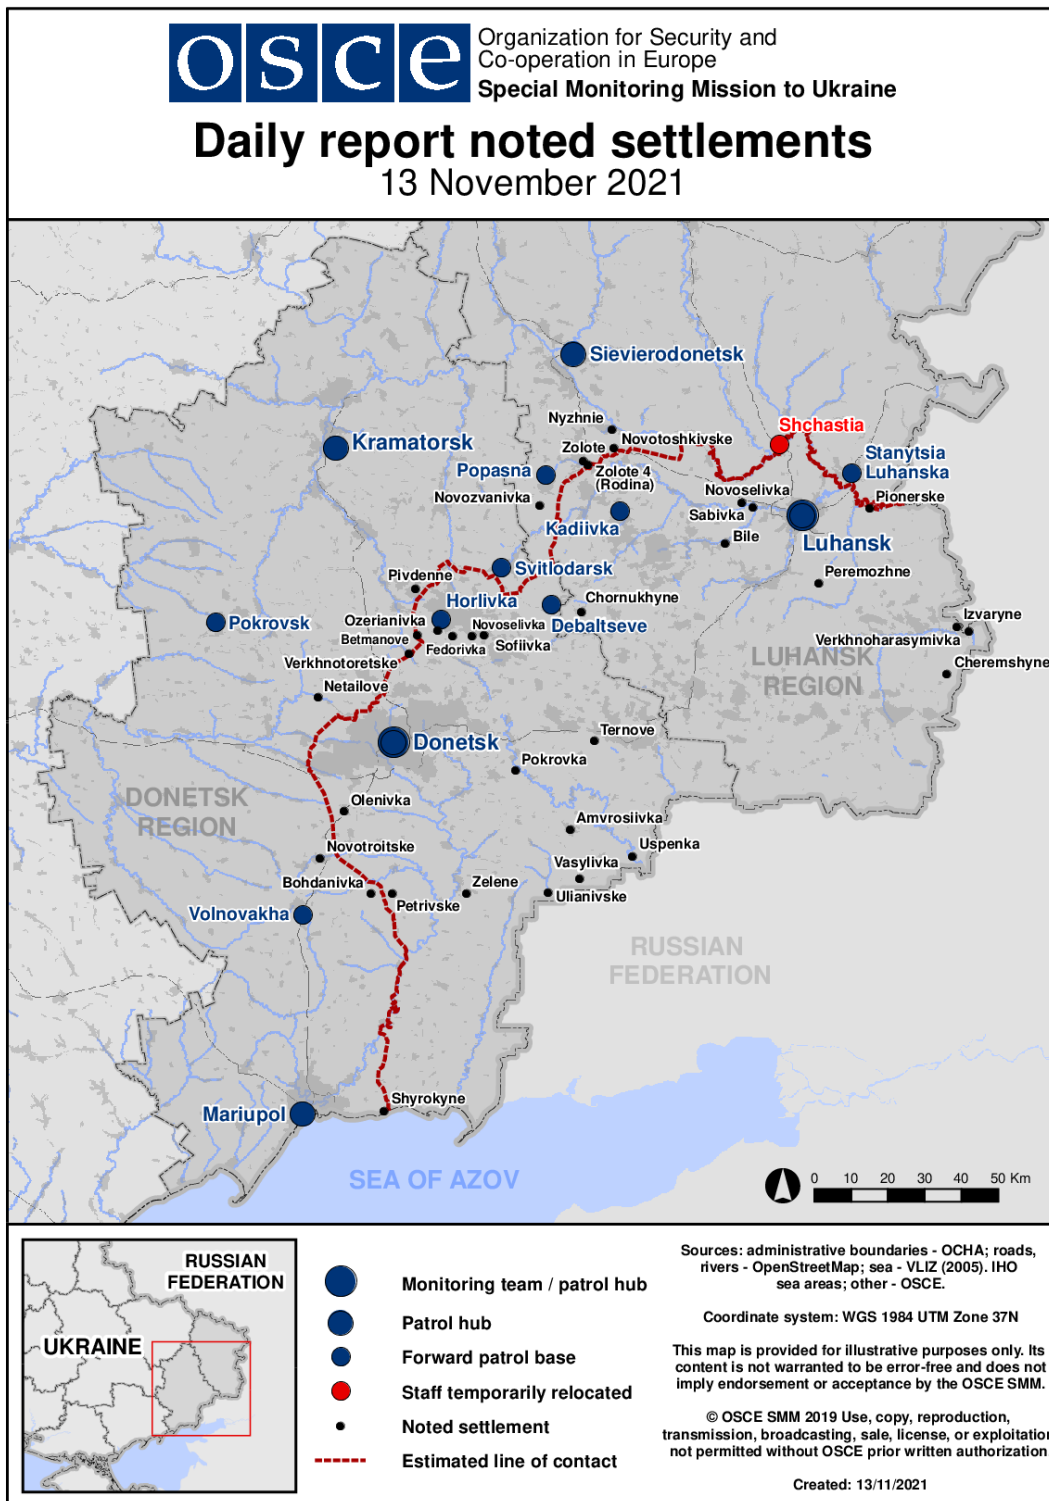 osce
Organization for Security and
Co-operation in Europe
Special Monitoring Mission to Ukraine
Daily report noted settlements
13 November 2021
Sievierodonetsk
Nyzhnie
Shchastia
Novotoshkivske
Kramatorsk
Zolote
Stanytsia
Luhanska
Popasna
Zolote 4
(Rodina)
Novozvanivka
Novoselivka
Pionerske
Sabivka
Kadiivka
Bile
Luhansk
Svitlodarsk
Pivdenne
Peremozhne
Horlivka
Chornukhyne
Pokrovsk
Ozerianivka
Debaltseve
Izvaryne
Betmanove
Novoselivka
Fedorivka
Sofiivka
Verkhnoharasymivka
Verkhnotoretske
LUHANSK
REGION
Cheremshyne
Netailove
Ternove
Donetsk
Pokrovka
DONETSK
REGION
Olenivka
Amvrosiivka
Novotroitske
Uspenka
Vasylivka
Bohdanivka
Zelene
Petrivske
Ulianivske
Volnovakha
RUSSIAN
FEDERATION
Shyrokyne
Mariupol
SEA OF AZOV
0 10 20 30 40 50 Km
RUSSIAN
FEDERATION
UKRAINE
Monitoring team / patrol hub
Patrol hub
Forward patrol base
Staff temporarily relocated
Noted settlement
Estimated line of contact
Sources: administrative boundaries - OCHA; roads,
rivers - OpenStreetMap; sea - VLIZ (2005). IHO
sea areas; other - OSCE.
Coordinate system: WGS 1984 UTM Zone 37N
This map is provided for illustrative purposes only. Its
content is not warranted to be error-free and does not
imply endorsement or acceptance by the OSCE SMM.
© OSCE SMM 2019 Use, copy, reproduction,
transmission, broadcasting, sale, license, or exploitation
not permitted without OSCE prior written authorization
Created: 13/11/2021